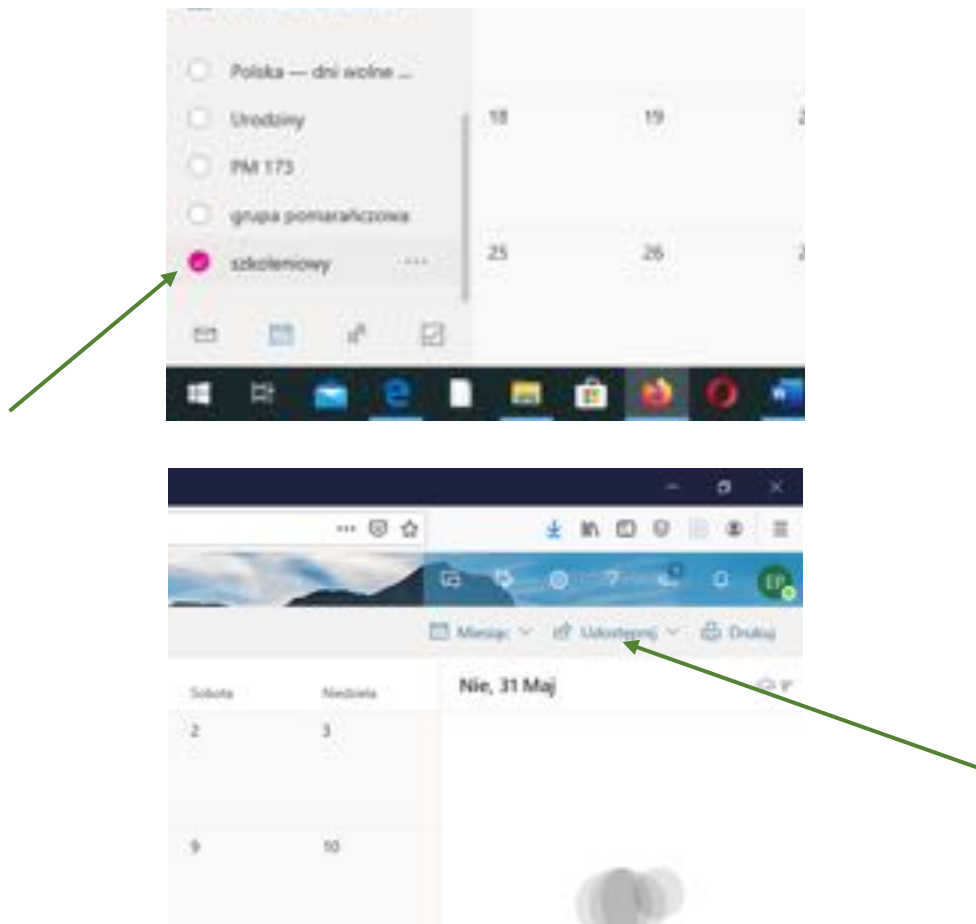 Polska — dni wolne ...
Urodziny
18 19
PM 173
grupa pomarańczowa
szkoleniowy ...
25 26
Miesiąc Udostępnij Drukuj
EP
Sobota Niedziela Nie, 31 Maj
2 3
9 10